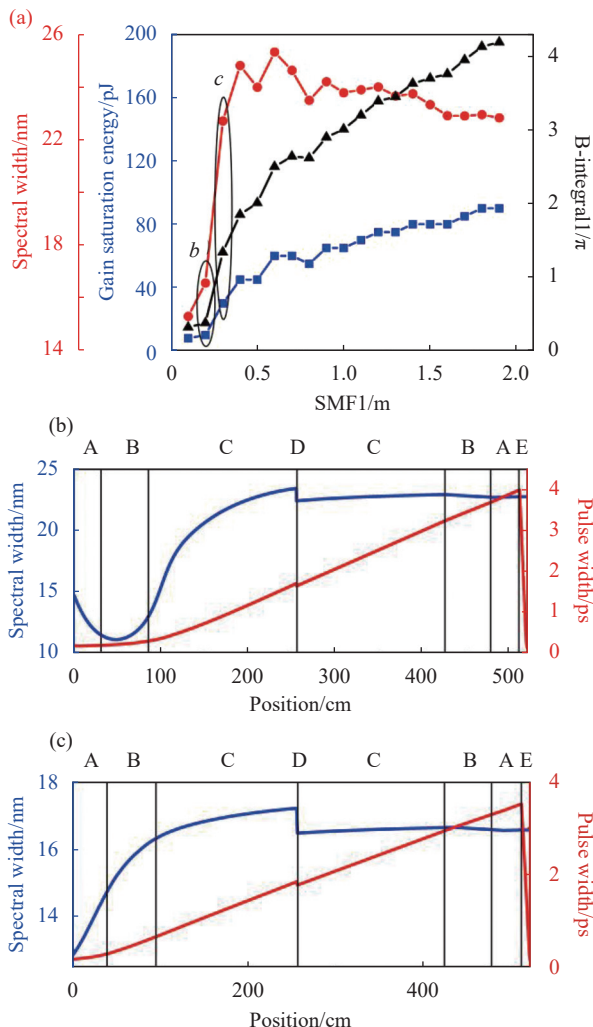 (a)
26
22
18
14
Spectral width/nm
200
160
120
80
40
0
Gain saturation energy/pJ
c
b
4
3
2
1
0
B-integral1/π
0
0.5
1.0
1.5
2.0
SMF1/m
(b)
A B C D C B A E
25
20
15
10
Spectral width/nm
4
3
2
1
0
Pulse width/ps
0 100 200 300 400 500
Position/cm
(c)
A B C D C B A E
18
16
14
Spectral width/nm
4
2
0
Pulse width/ps
0 200 400
Position/cm